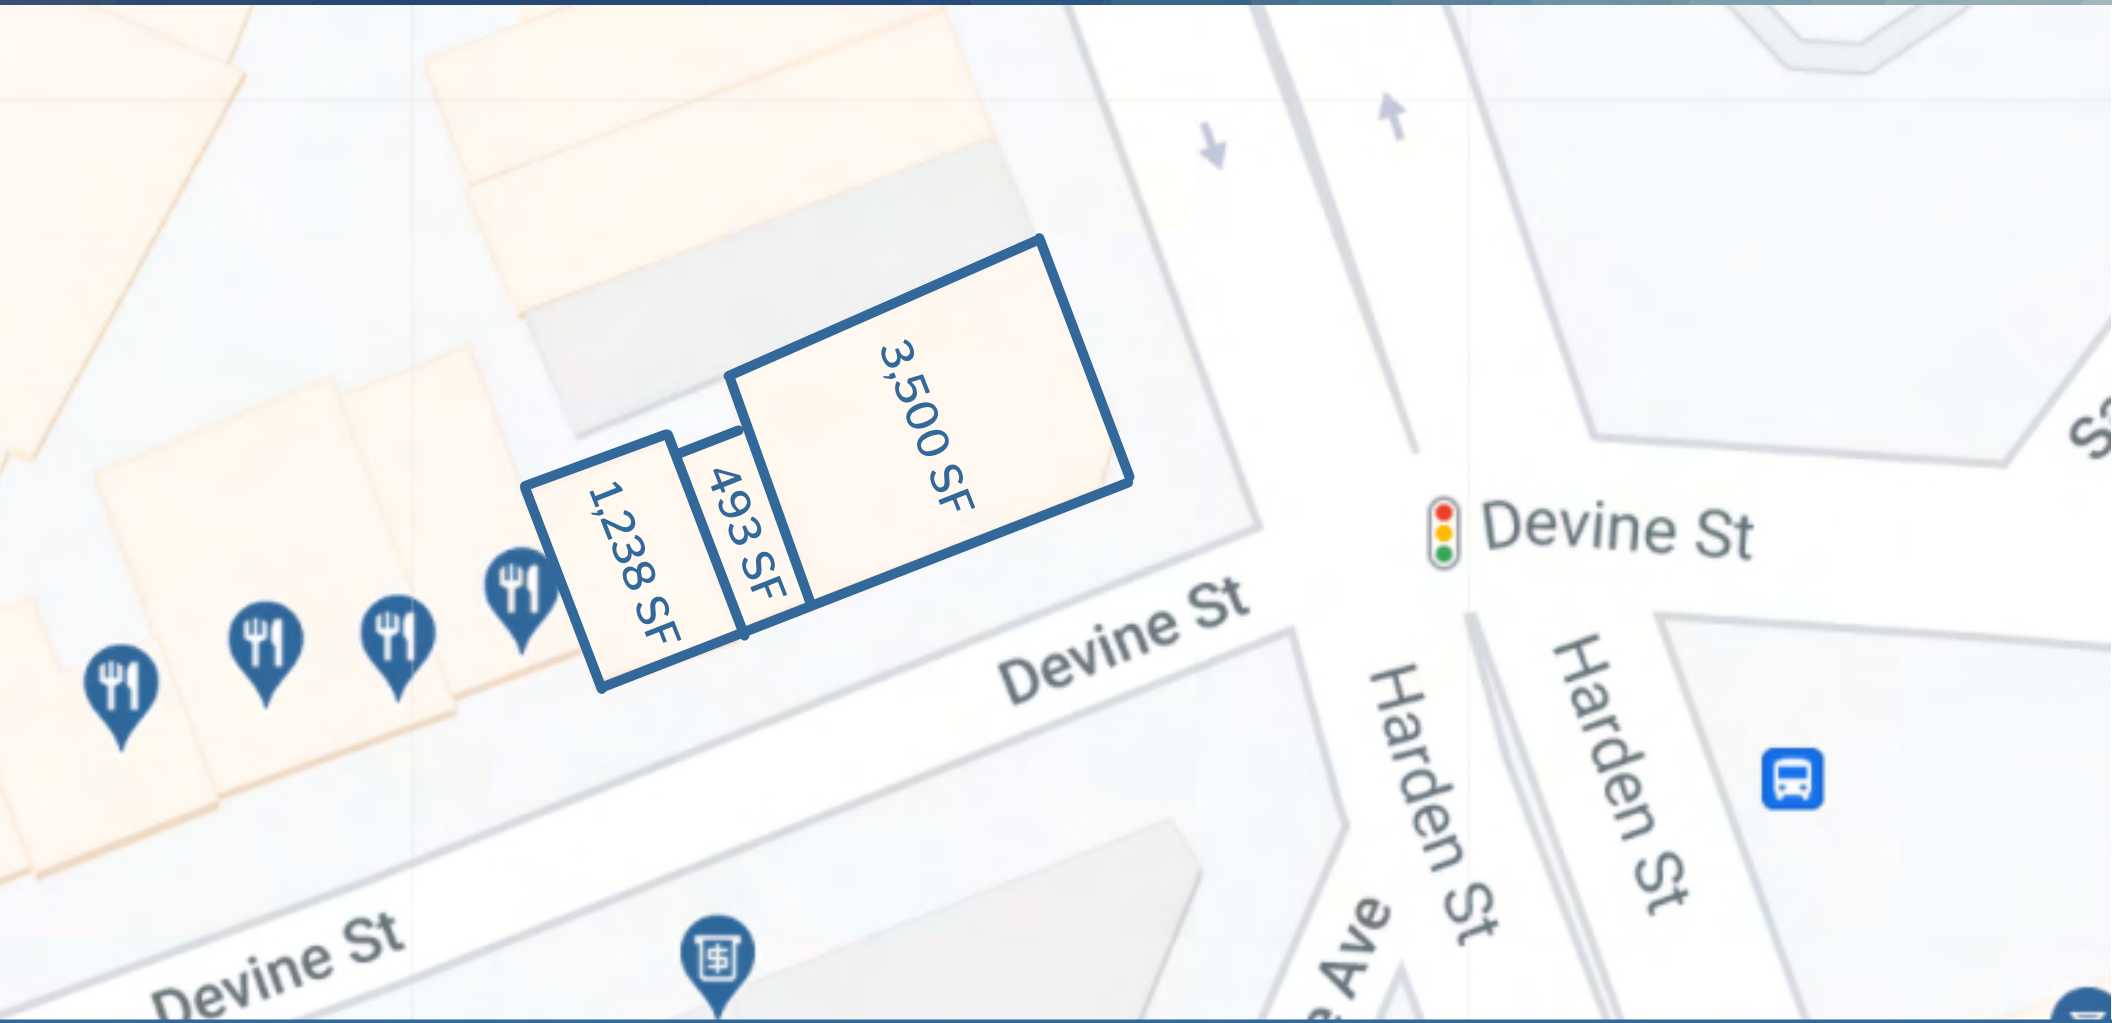 3,500 SF
493 SF
1,238 SF
Devine St
Devine St
Devine St
Harden St
Harden St
Ave
$